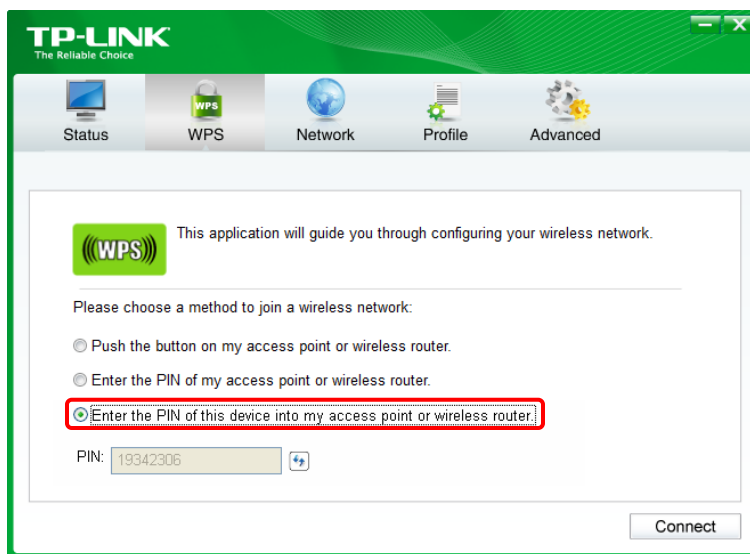 TP-LINK
The Reliable Choice
Status
WPS
WPS
Network
Profile
Advanced
WPS
This application will guide you through configuring your wireless network.
Please choose a method to join a wireless network:
Push the button on my access point or wireless router.
Enter the PIN of my access point or wireless router.
Enter the PIN of this device into my access point or wireless router.
PIN: 19342306
Connect